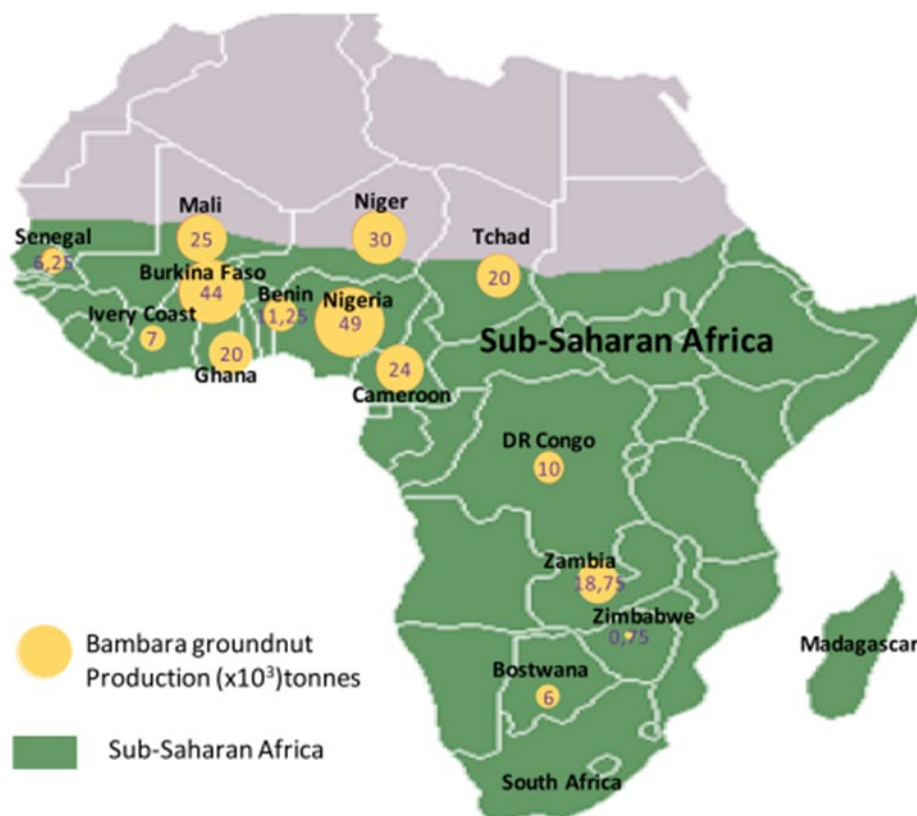 Mali
25
Niger
30
Senegal
6,25
Tchad
20
Burkina Faso
44
Benin
11,25
Nigeria
49
Ivory Coast
7
20
Ghana
Sub-Saharan Africa
24
Cameroon
DR Congo
10
Zambia
18,75
Zimbabwe
0,75
Madagascar
Bostwana
6
South Africa
Bambara groundnut
Production (x10³)tonnes
Sub-Saharan Africa